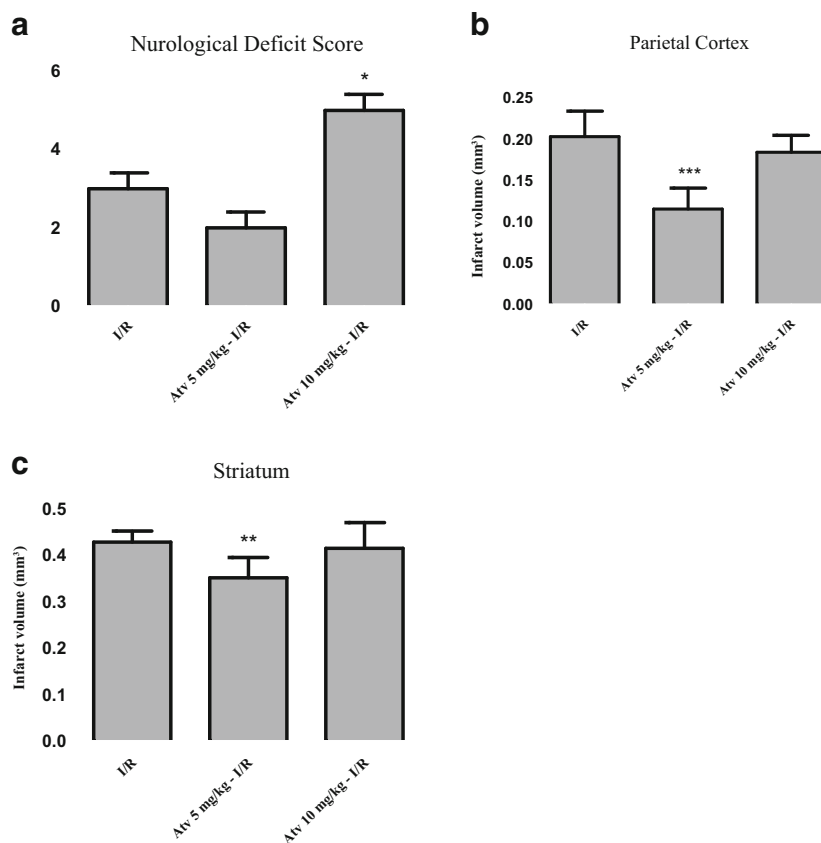 a
Nurological Deficit Score
6
*
4
2
0
I/R
Atv 5 mg/kg - I/R
Atv 10 mg/kg - I/R
b
Parietal Cortex
Infarct volume (mm³)
0.25
0.20
***
0.15
0.10
0.05
0.00
I/R
Atv 5 mg/kg - I/R
Atv 10 mg/kg - I/R
c
Striatum
Infarct volume (mm³)
0.5
**
0.4
0.3
0.2
0.1
0.0
I/R
Atv 5 mg/kg - I/R
Atv 10 mg/kg - I/R